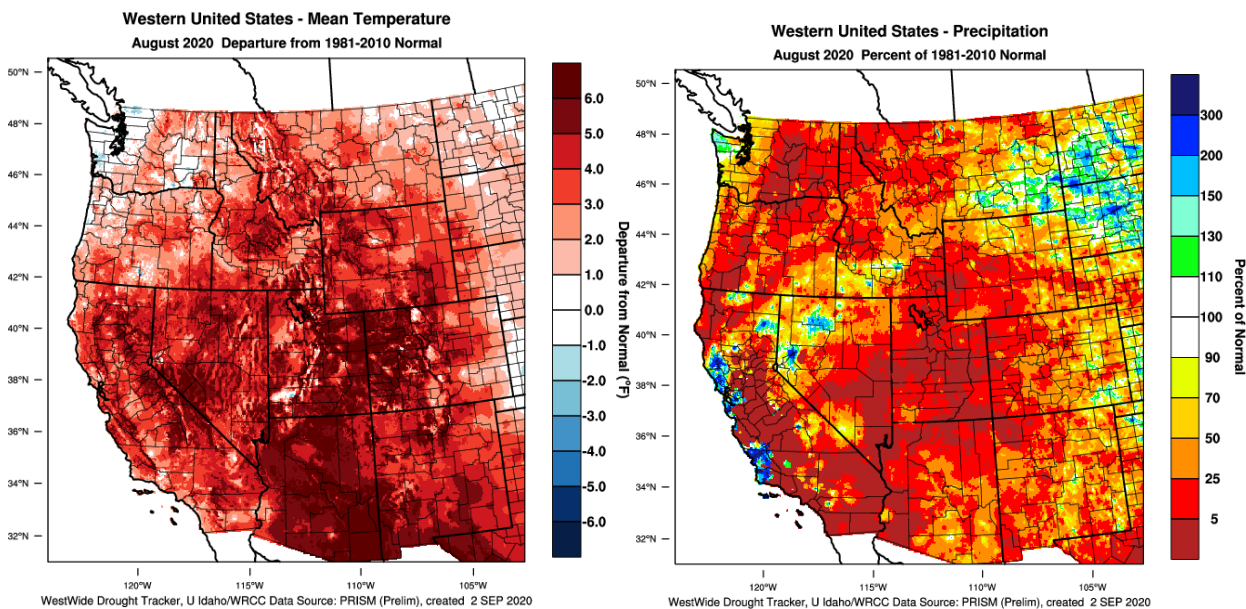 Western United States - Mean Temperature
August 2020 Departure from 1981-2010 Normal
50°N
48°N
46°N
44°N
42°N
40°N
38°N
36°N
34°N
32°N
120°W
115°W
110°W
105°W
6.0
5.0
4.0
3.0
2.0
1.0
0.0
-1.0
-2.0
-3.0
-4.0
-5.0
-6.0
Departure from Normal (°F)
WestWide Drought Tracker, U Idaho/WRCC Data Source: PRISM (Prelim), created 2 SEP 2020
Western United States - Precipitation
August 2020 Percent of 1981-2010 Normal
50°N
48°N
46°N
44°N
42°N
40°N
38°N
36°N
34°N
32°N
120°W
115°W
110°W
105°W
300
200
150
130
110
100
90
70
50
25
5
Percent of Normal
WestWide Drought Tracker, U Idaho/WRCC Data Source: PRISM (Prelim), created 2 SEP 2020